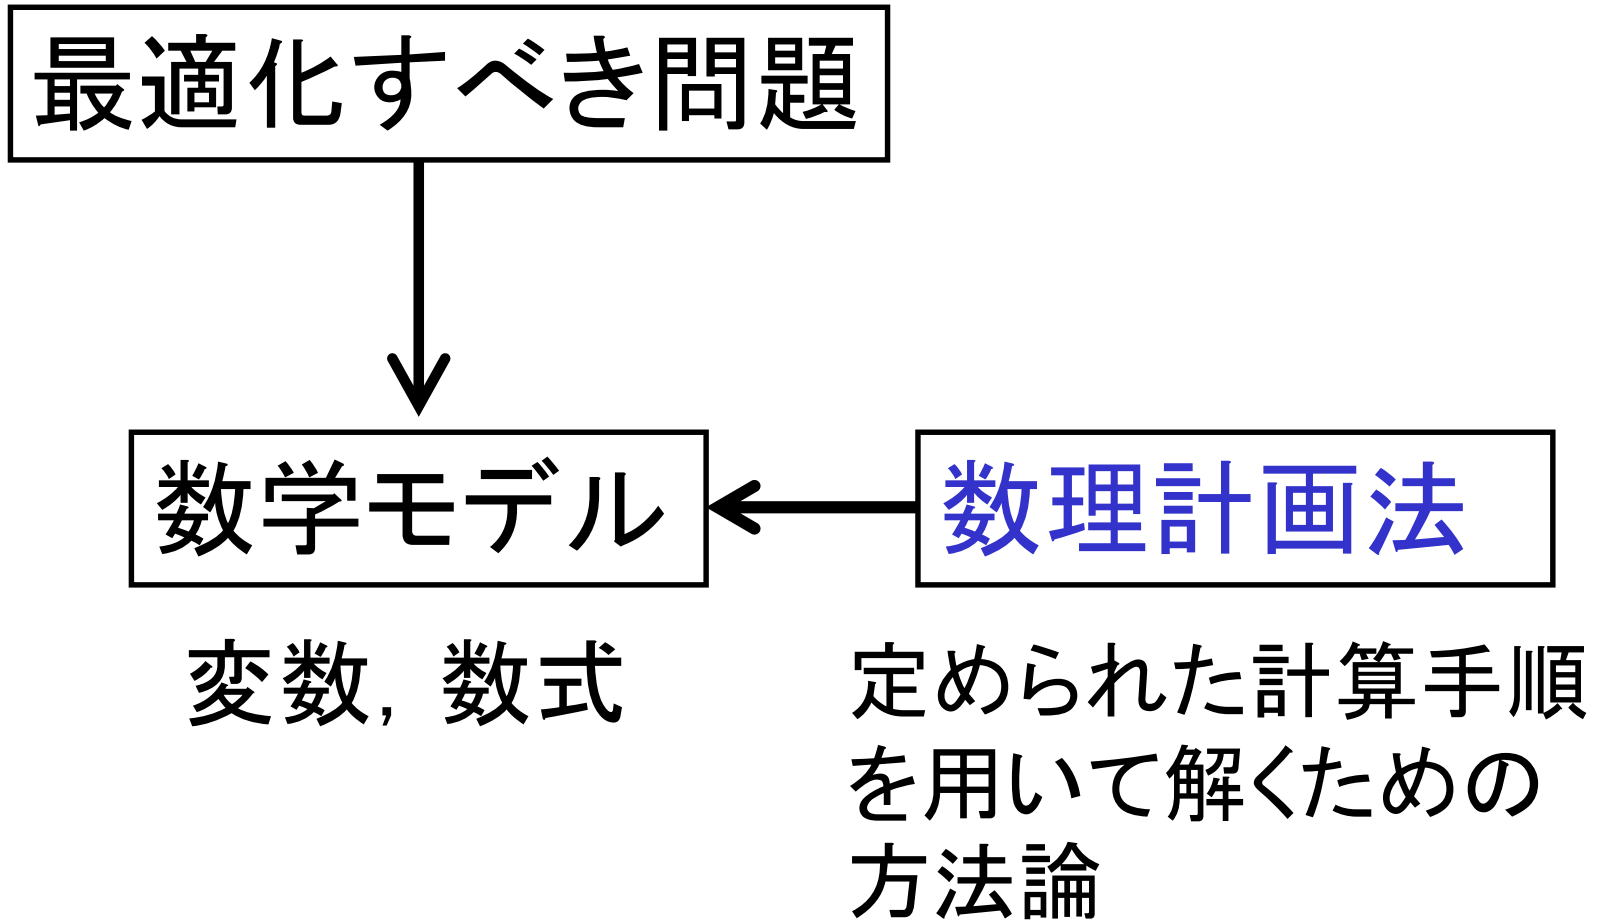 最適化すべき問題
数学モデル
数理計画法
変数, 数式
定められた計算手順
を用いて解くための
方法論